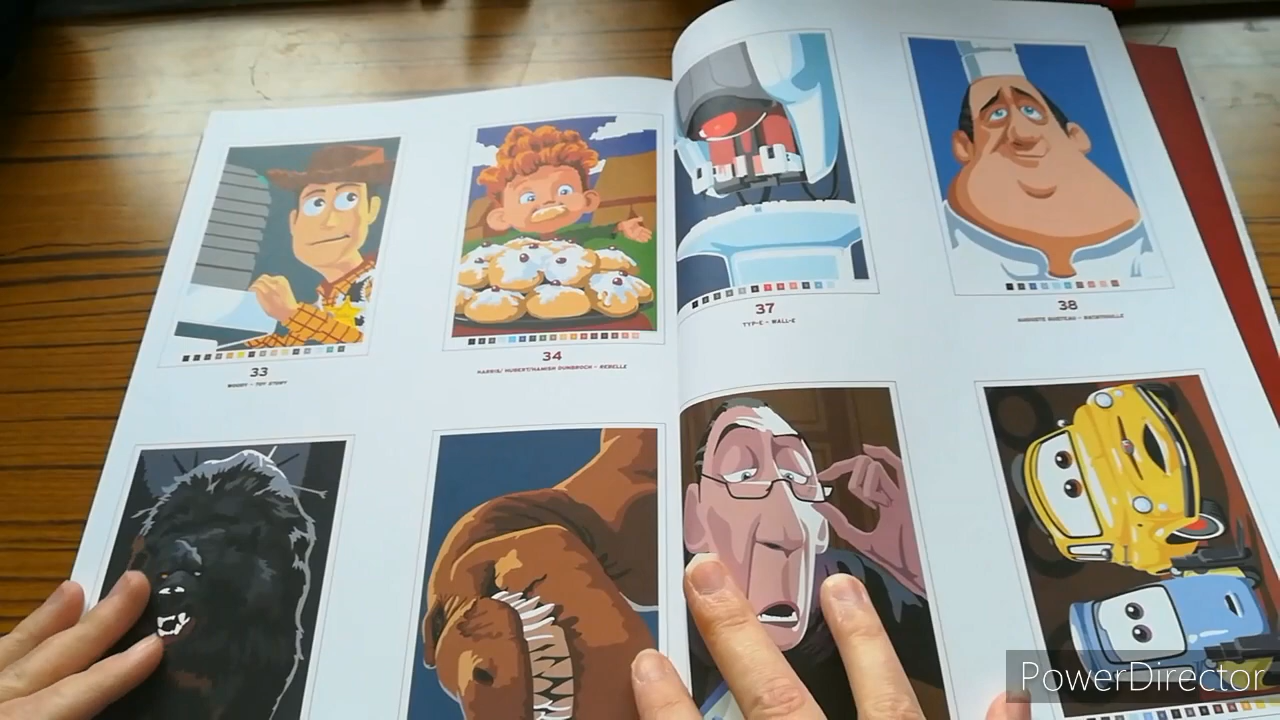 33
WOODY - TOY STORY
34
HARRIS/ HUBERT/HAMISH DUNBROCH - REBELLE
37
TYP-E - WALL-E
38
AUGUSTE GUSTEAU - RATATOUILLE
PowerDirector